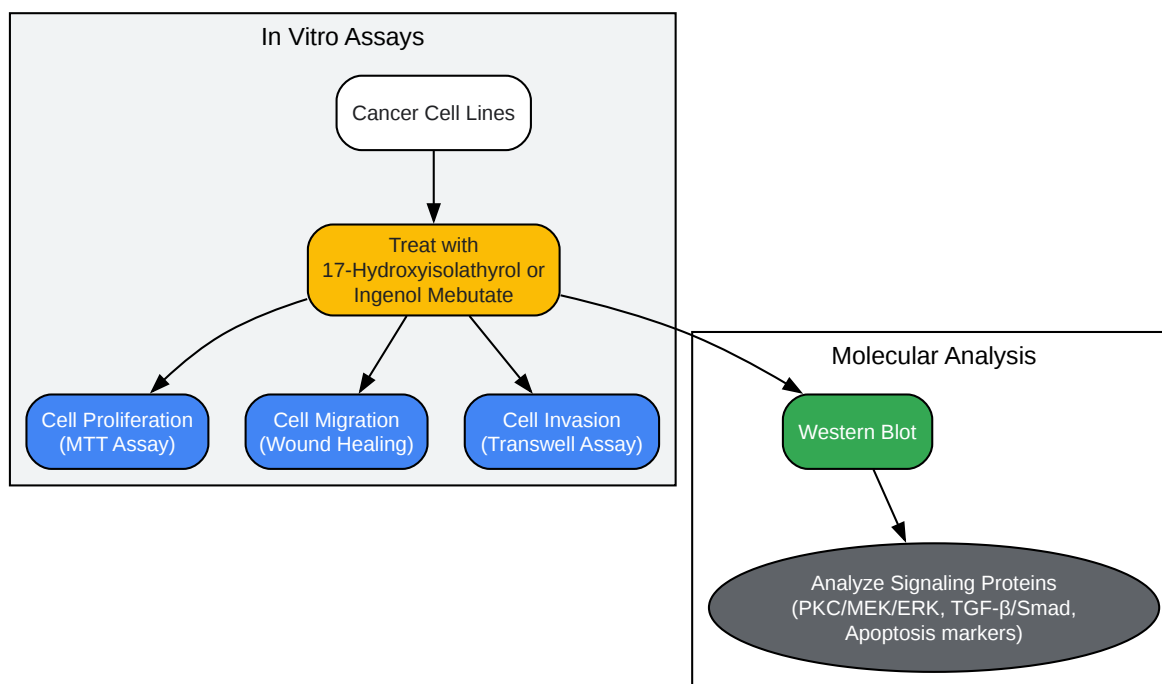 In Vitro Assays
Cancer Cell Lines
Treat with
17-Hydroxyisolathyrol or
Ingenol Mebutate
Cell Proliferation
(MTT Assay)
Cell Migration
(Wound Healing)
Cell Invasion
(Transwell Assay)
Molecular Analysis
Western Blot
Analyze Signaling Proteins
(PKC/MEK/ERK, TGF-β/Smad,
Apoptosis markers)